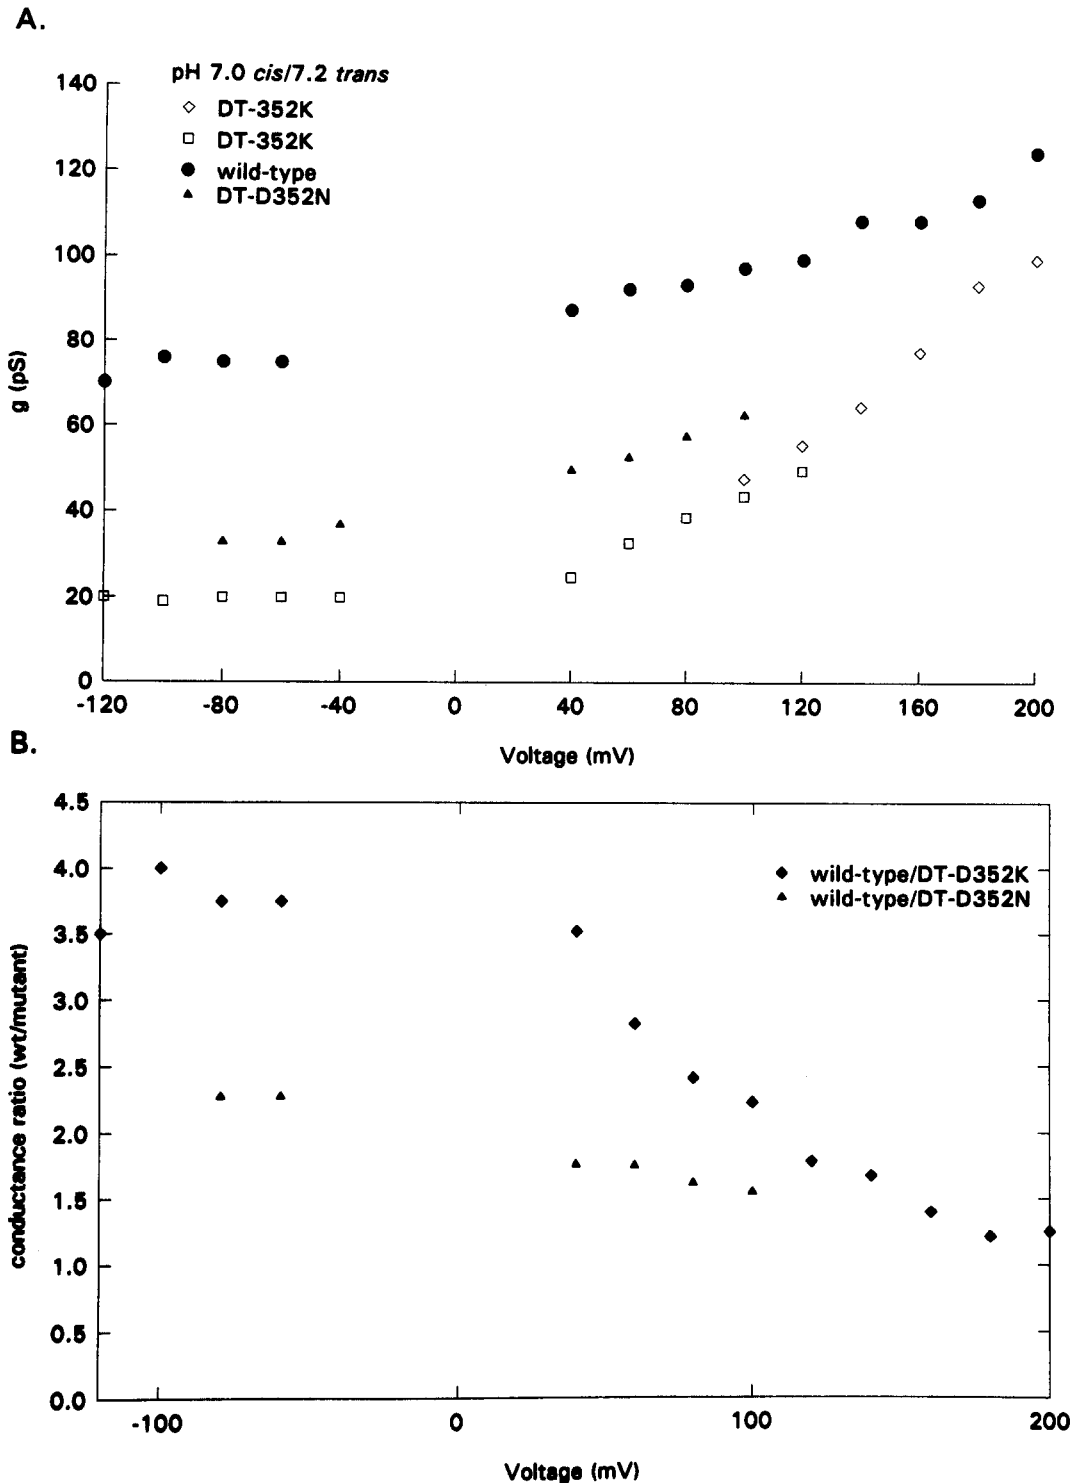 A.
pH 7.0 cis/7.2 trans
DT-352K
DT-352K
wild-type
DT-D352N
140
120
100
80
60
40
20
0
g (pS)
-120
-80
-40
0
40
80
120
160
200
Voltage (mV)
B.
4.5
4.0
3.5
3.0
2.5
2.0
1.5
1.0
0.5
0.0
conductance ratio (wt/mutant)
wild-type/DT-D352K
wild-type/DT-D352N
-100
0
100
200
Voltage (mV)